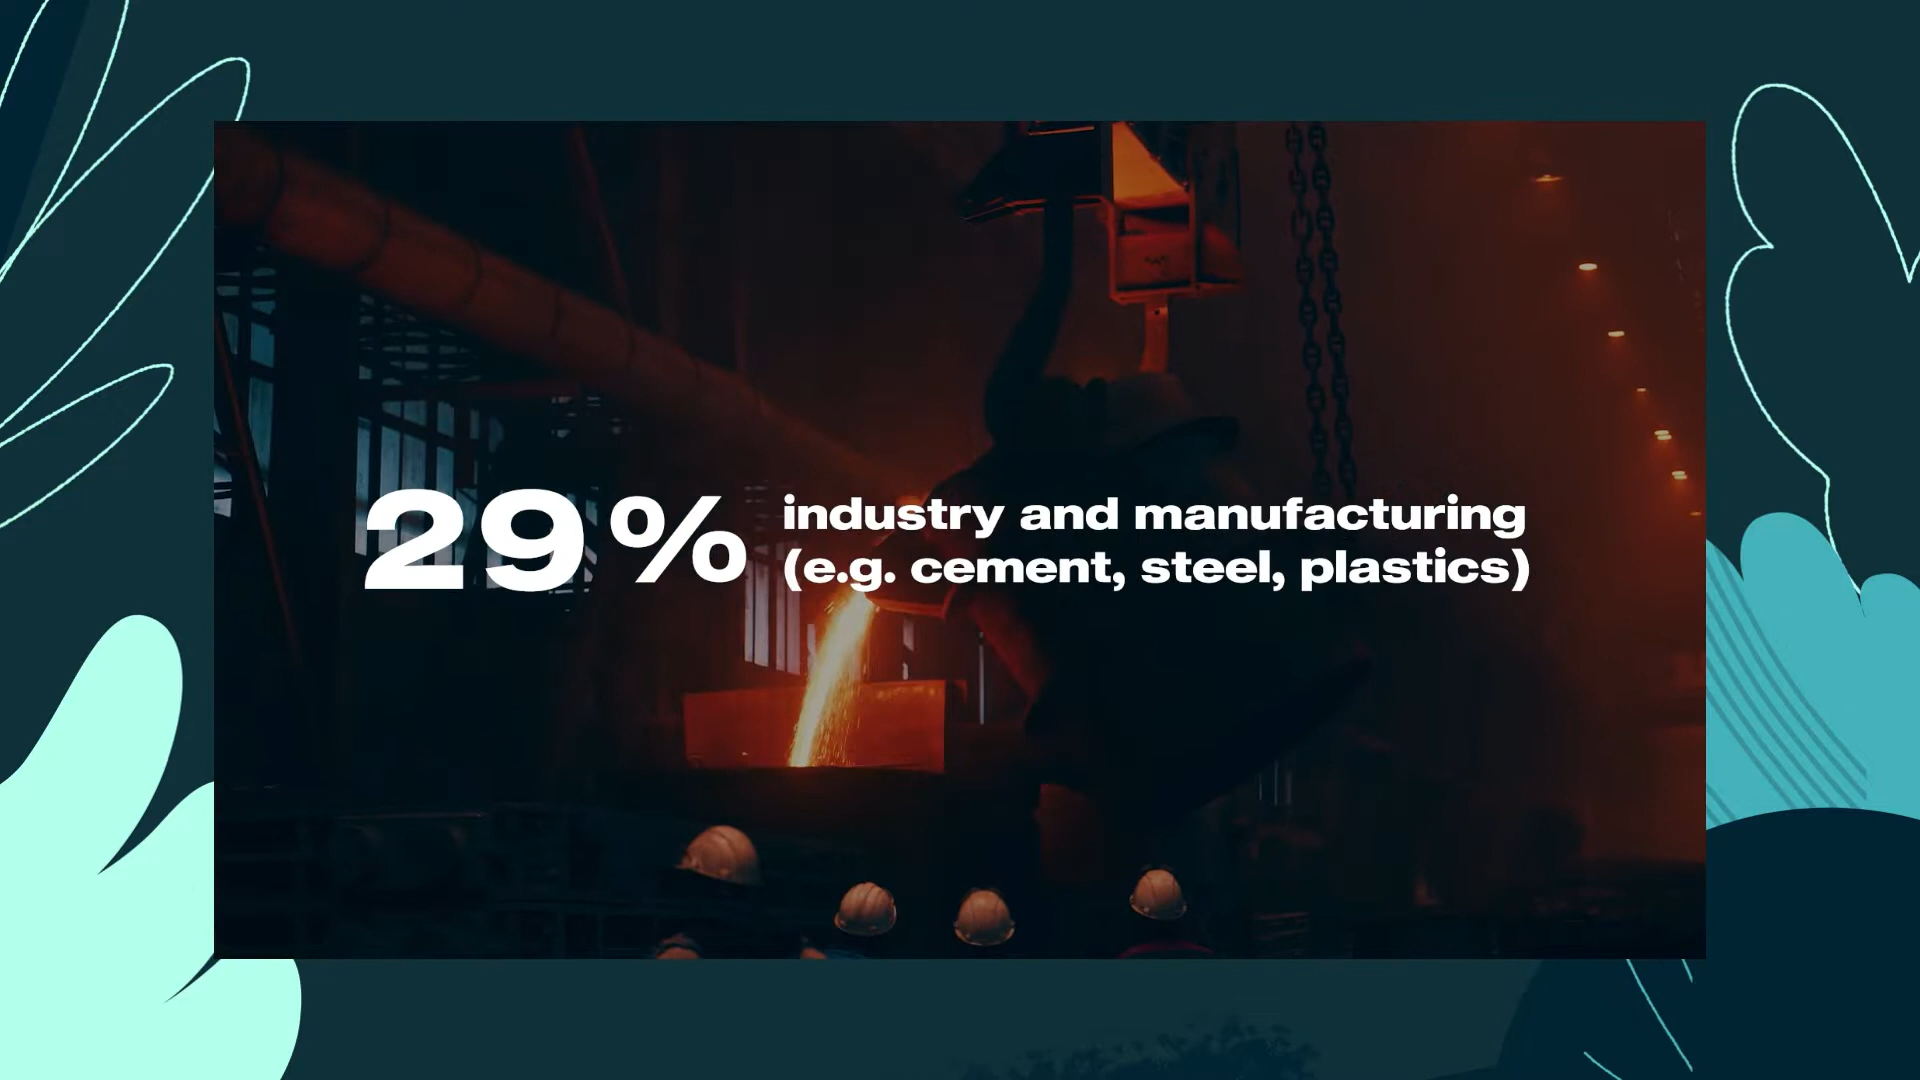 29% industry and manufacturing
(e.g. cement, steel, plastics)